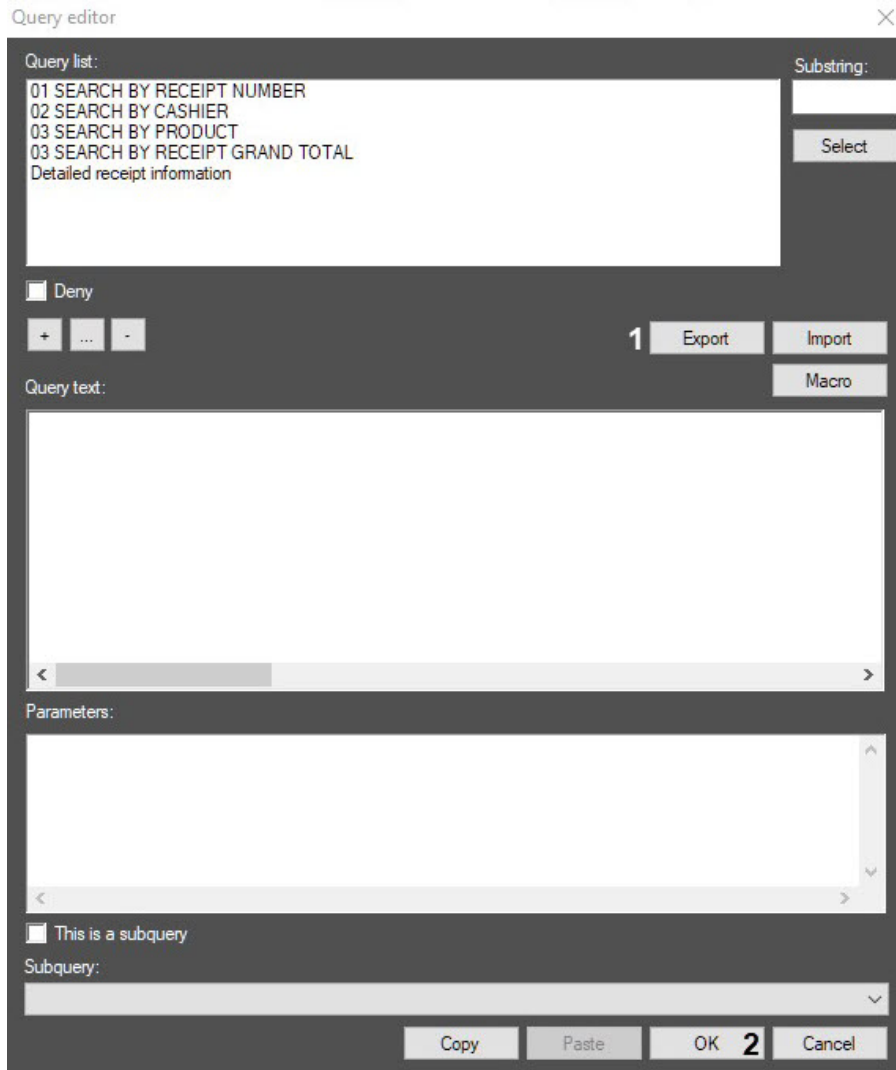 Query editor
Query list:
Substring:
01 SEARCH BY RECEIPT NUMBER
02 SEARCH BY CASHIER
03 SEARCH BY PRODUCT
03 SEARCH BY RECEIPT GRAND TOTAL
Detailed receipt information
Select
Deny
+ ... -
1 Export Import
Macro
Query text:
Parameters:
This is a subquery
Subquery:
Copy Paste OK 2 Cancel